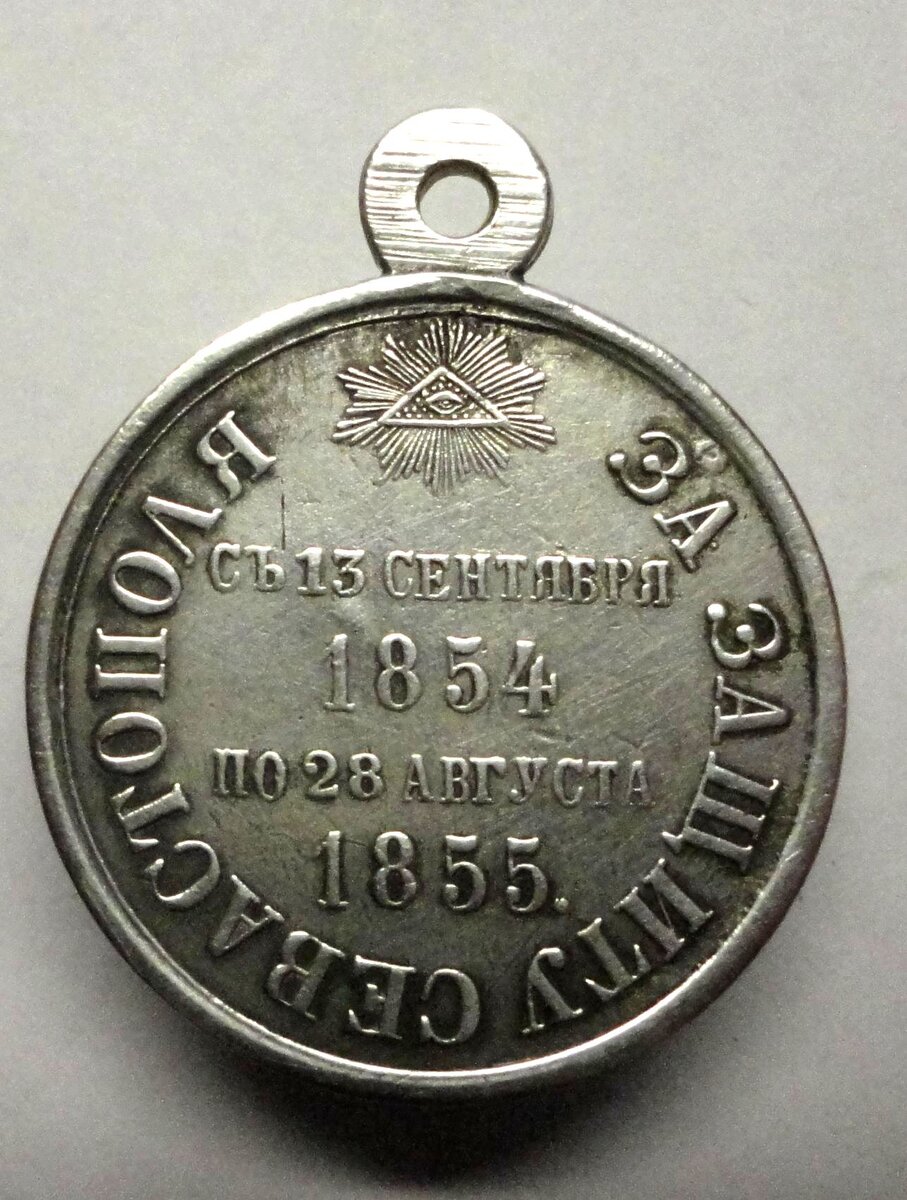 ЗА ЗАЩИТУ СЕВАСТОПОЛЯ
СЪ 13 СЕНТЯБРЯ
1854
ПО 28 АВГУСТА
1855.